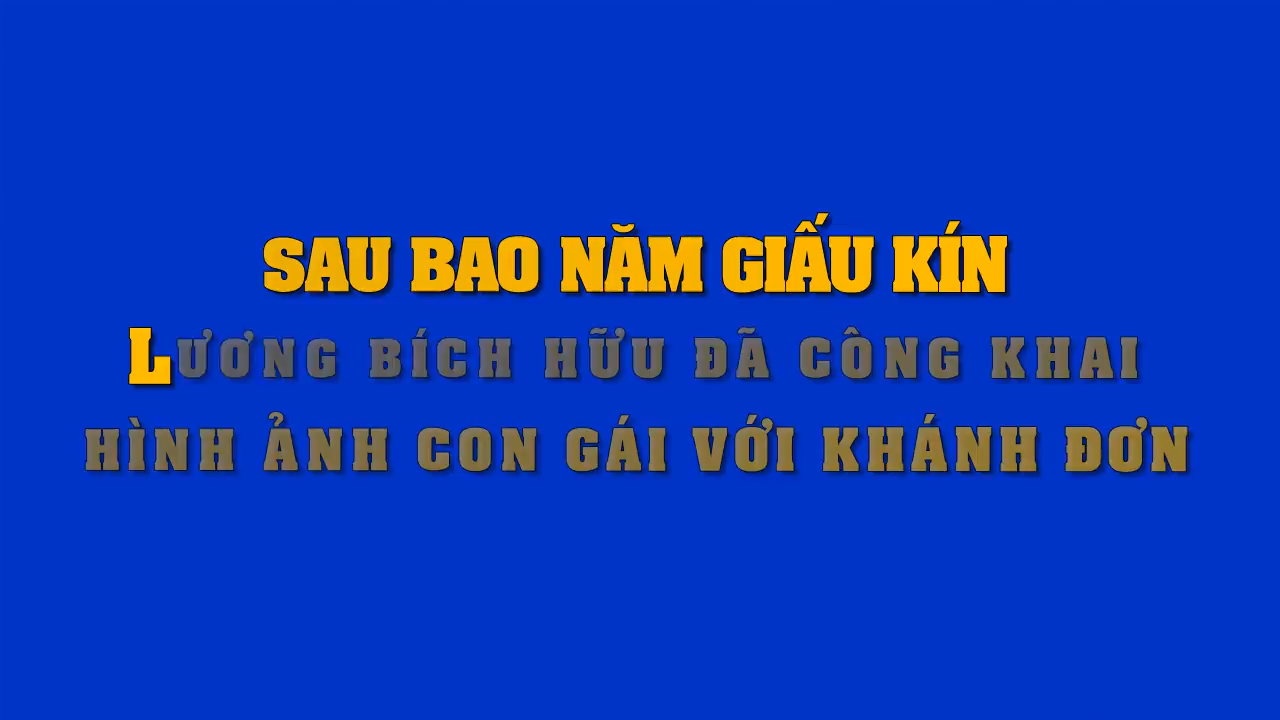 SAU BAO NĂM GIẤU KÍN
LƯƠNG BÍCH HỮU ĐÃ CÔNG KHAI
HÌNH ẢNH CON GÁI VỚI KHÁNH ĐƠN